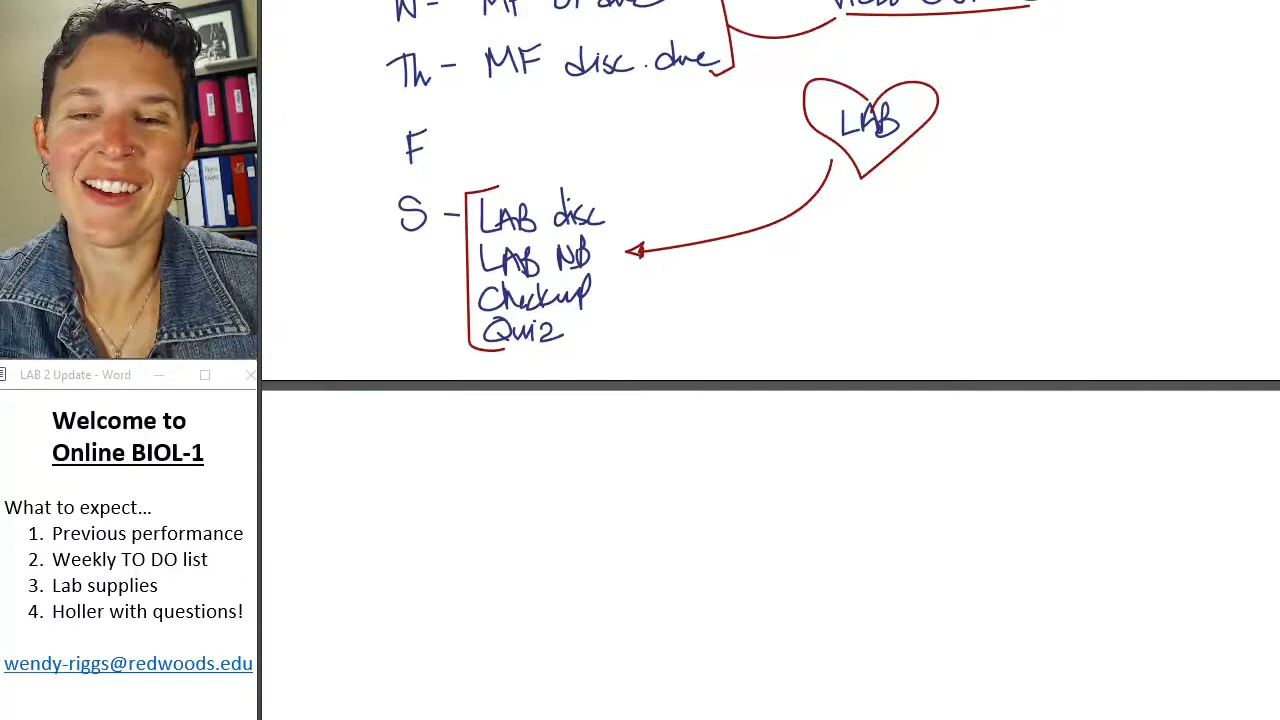 Th - MF disc. due
LAB
F
S - LAB disc
LAB NB
Checkup
Quiz
LAB 2 Update - Word
Welcome to
Online BIOL-1
What to expect...
1. Previous performance
2. Weekly TO DO list
3. Lab supplies
4. Holler with questions!
wendy-riggs@redwoods.edu